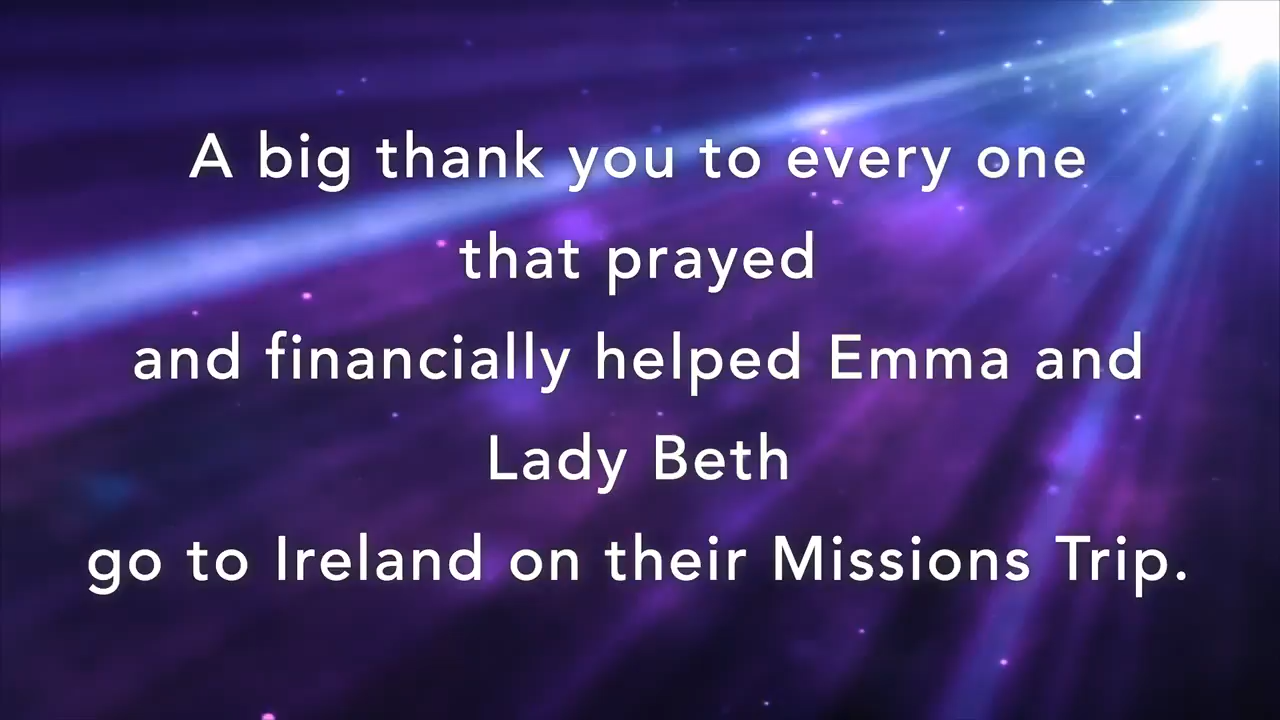 A big thank you to every one
that prayed
and financially helped Emma and
Lady Beth
go to Ireland on their Missions Trip.